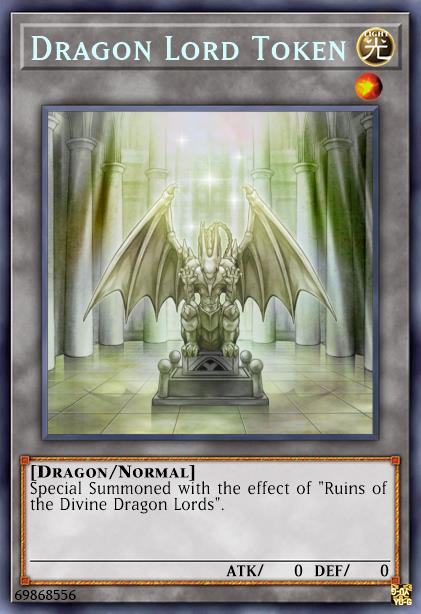 DRAGON LORD TOKEN
LIGHT
光
[DRAGON/NORMAL]
Special Summoned with the effect of "Ruins of
the Divine Dragon Lords".
ATK/ 0 DEF/ 0
69868556